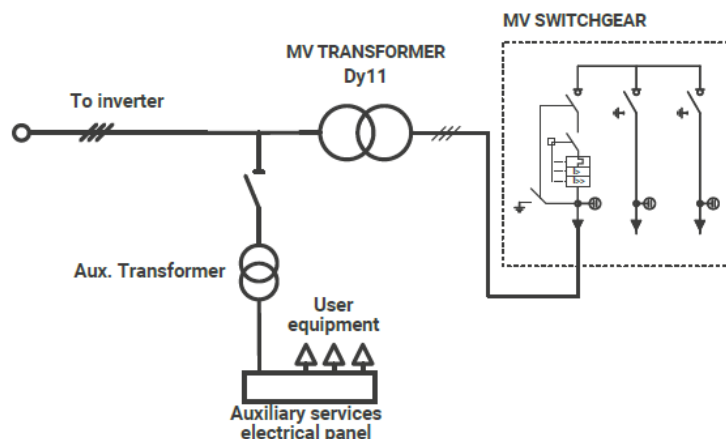 MV SWITCHGEAR
MV TRANSFORMER
Dy11
To inverter
I>
I>>
Aux. Transformer
User
equipment
Auxiliary services
electrical panel